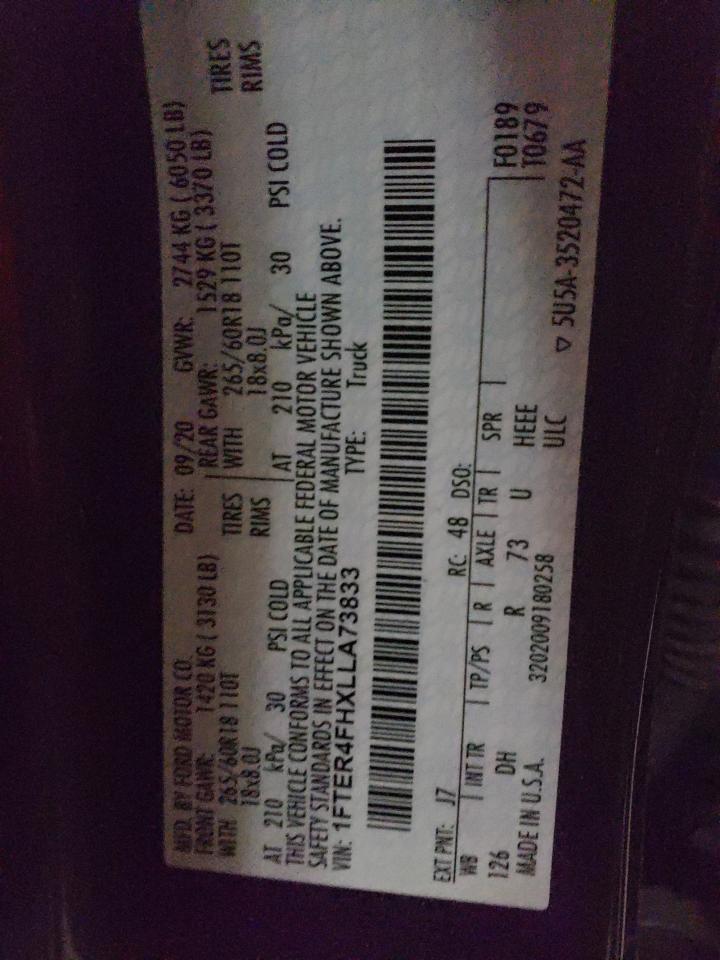 MFD. BY FORD MOTOR CO. DATE: 09/20 GVWR: 2744 KG ( 6050 LB)
FRONT GAWR: 1420 KG ( 3130 LB) REAR GAWR: 1529 KG ( 3370 LB)
WITH 265/60R18 110T TIRES WITH 265/60R18 110T TIRES
18x8.0J RIMS 18x8.0J RIMS
AT 210 kPa/ 30 PSI COLD AT 210 kPa/ 30 PSI COLD
THIS VEHICLE CONFORMS TO ALL APPLICABLE FEDERAL MOTOR VEHICLE
SAFETY STANDARDS IN EFFECT ON THE DATE OF MANUFACTURE SHOWN ABOVE.
VIN: 1FTER4FHXLLA73833 TYPE: Truck
EXT PNT: J7 RC: 48 DSO:
WB INT TR TP/PS R AXLE TR SPR F0189
126 DH R 73 U HEEE T0679
MADE IN U.S.A. 3202009180258 ULC
▽ 5U5A-3520472-AA